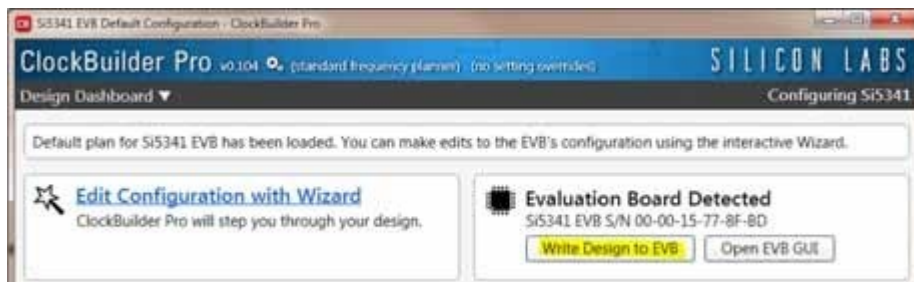 Si5341 EVB Default Configuration - ClockBuilder Pro
ClockBuilder Pro v0.104 (standard frequency planner) (no setting overrides)
SILICON LABS
Design Dashboard ▼
Configuring Si5341
Default plan for Si5341 EVB has been loaded. You can make edits to the EVB's configuration using the interactive Wizard.
Edit Configuration with Wizard
ClockBuilder Pro will step you through your design.
Evaluation Board Detected
Si5341 EVB S/N 00-00-15-77-8F-BD
Write Design to EVB
Open EVB GUI